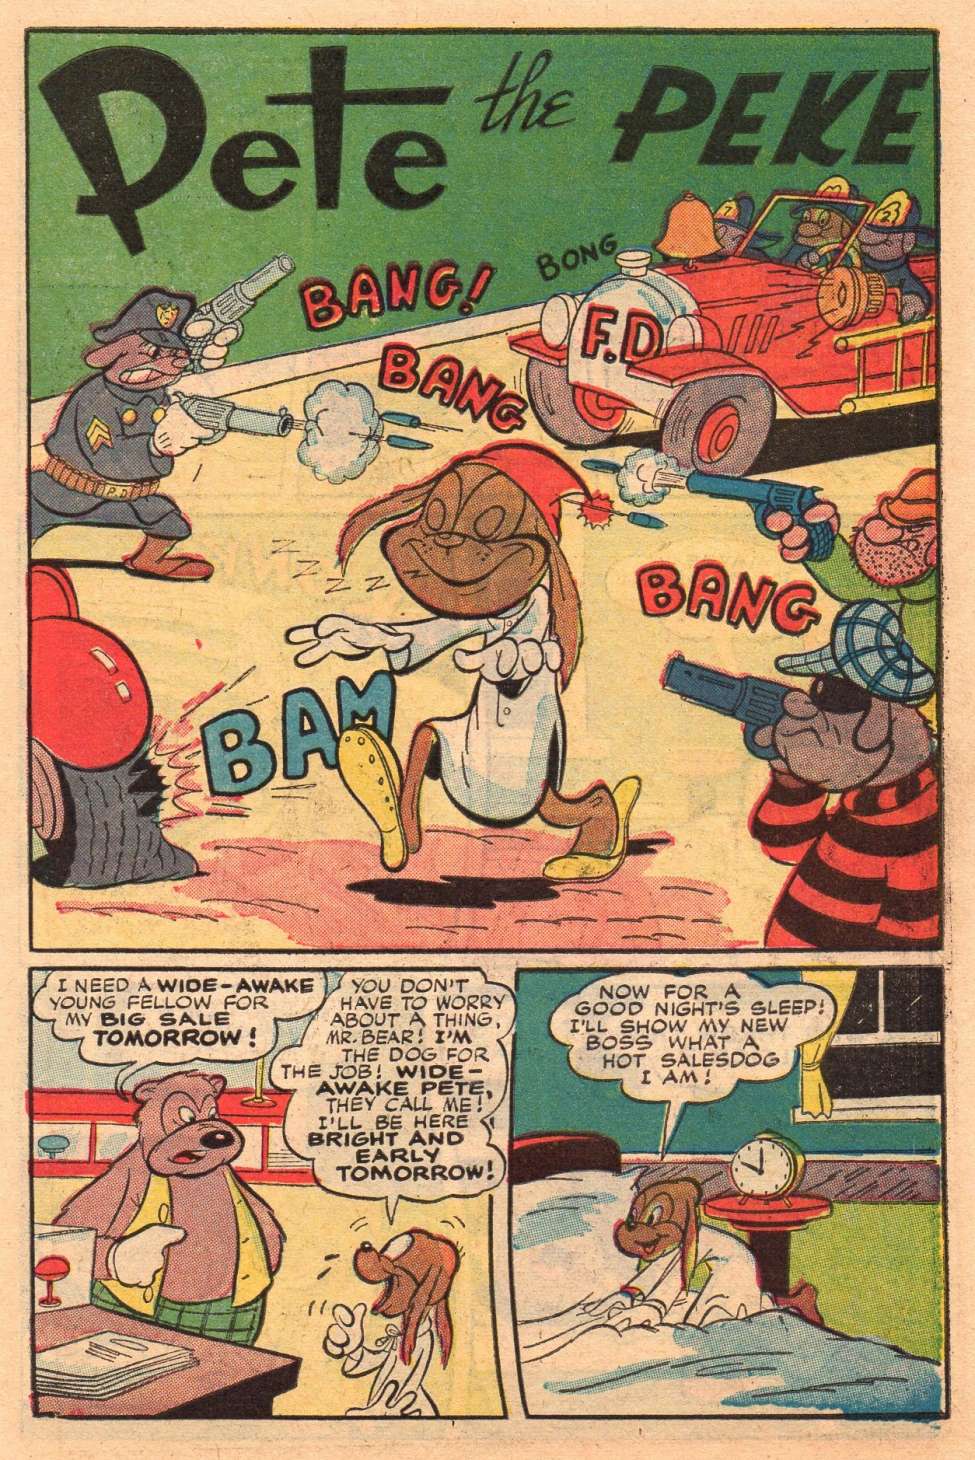 Pete the PEKE
BONG
BANG!
F.D.
BANG
7
23
P.D.
Z Z Z Z
BANG
BAM
I NEED A WIDE-AWAKE
YOUNG FELLOW FOR
MY BIG SALE
TOMORROW!
YOU DON'T
HAVE TO WORRY
ABOUT A THING,
MR. BEAR! I'M
THE DOG FOR
THE JOB! WIDE-
AWAKE PETE,
THEY CALL ME!
I'LL BE HERE
BRIGHT AND
EARLY
TOMORROW!
NOW FOR A
GOOD NIGHT'S SLEEP!
I'LL SHOW MY NEW
BOSS WHAT A
HOT SALESDOG
I AM!